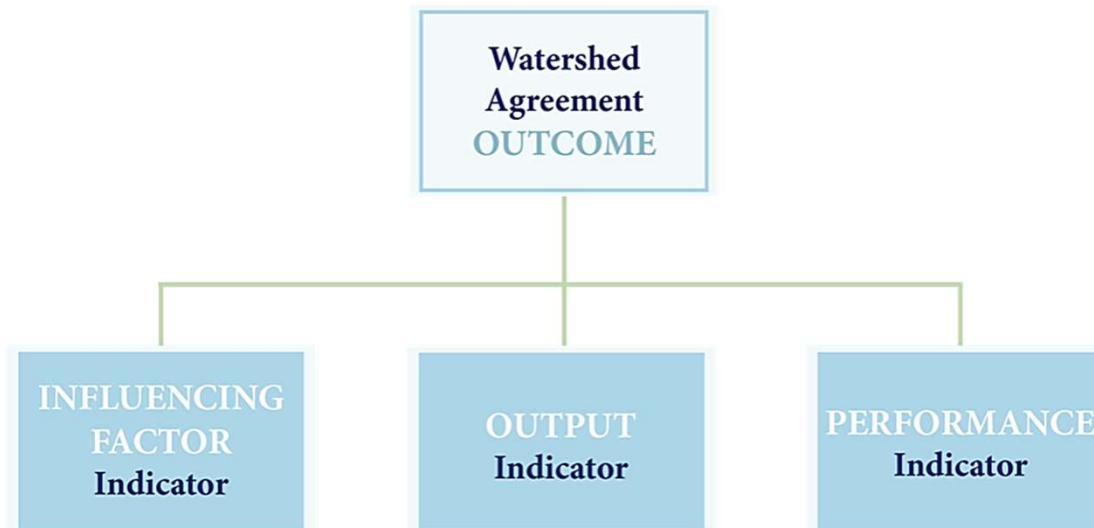 Watershed
Agreement
OUTCOME
INFLUENCING
FACTOR
Indicator
OUTPUT
Indicator
PERFORMANCE
Indicator